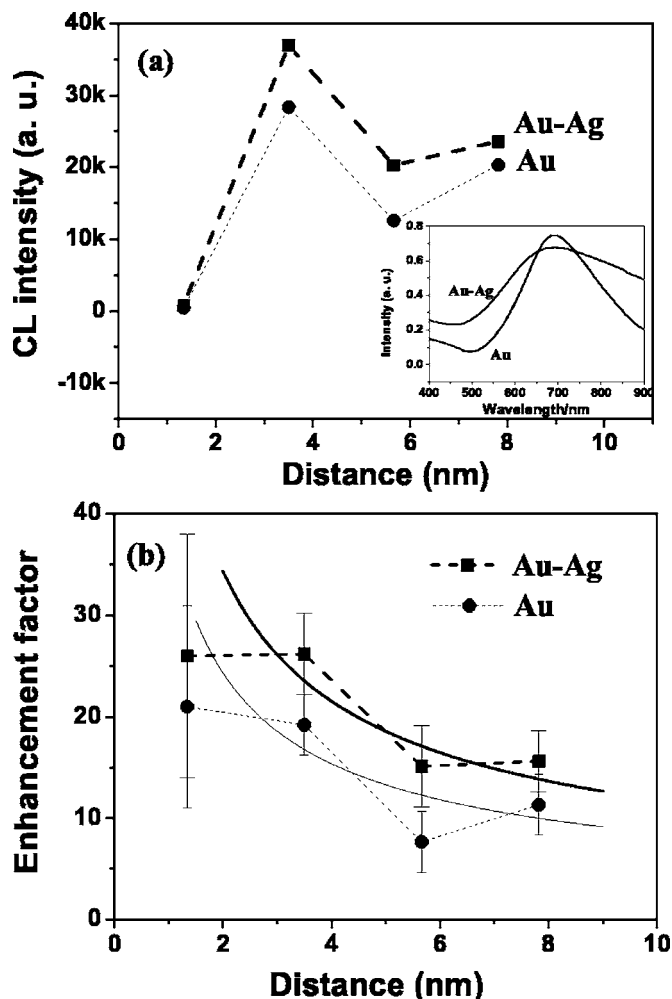 (a)
CL intensity (a. u.)
40k
30k
20k
10k
0
-10k
Au-Ag
Au
Intensity (a. u.)
0.8
0.6
0.4
0.2
0.0
Au-Ag
Au
400 500 600 700 800 900
Wavelength/nm
0 2 4 6 8 10
Distance (nm)
(b)
Enhancement factor
40
30
20
10
0
Au-Ag
Au
0 2 4 6 8 10
Distance (nm)